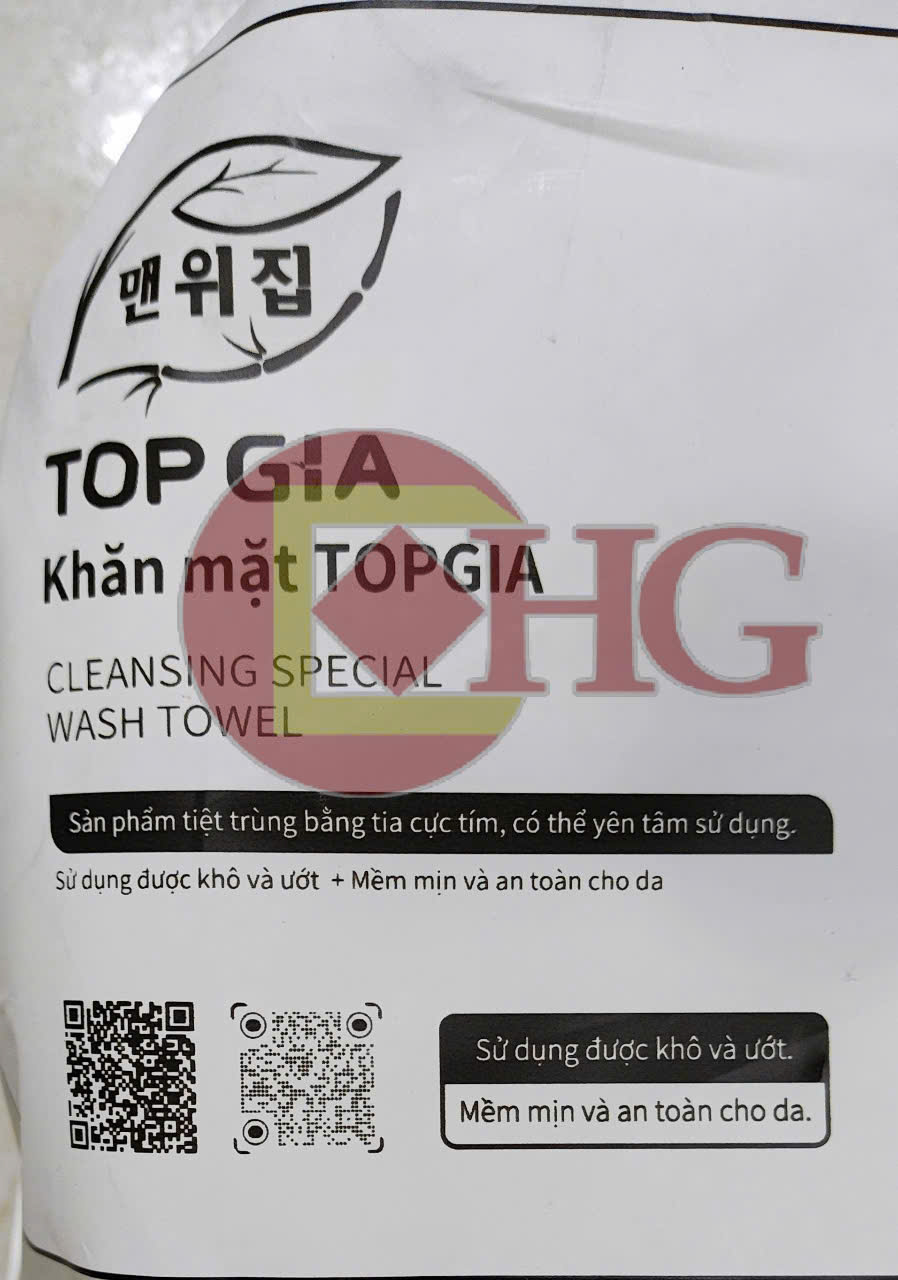 맨위집
TOP GIA
Khăn mặt TOPGIA
HG
CLEANSING SPECIAL
WASH TOWEL
Sản phẩm tiệt trùng bằng tia cực tím, có thể yên tâm sử dụng.
Sử dụng được khô và ướt + Mềm mịn và an toàn cho da
Sử dụng được khô và ướt.
Mềm mịn và an toàn cho da.